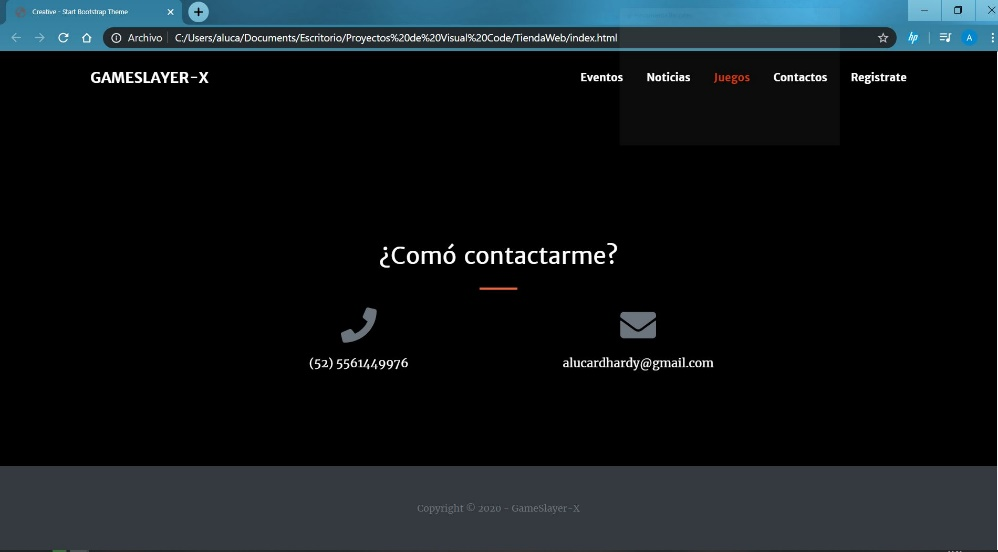 Creative - Start Bootstrap Theme
Archivo C:/Users/aluca/Documents/Escritorio/Proyectos%20de%20Visual%20Code/TiendaWeb/index.html
hp
A
GAMESLAYER-X Eventos Noticias Juegos Contactos Registrate
¿Comó contactarme?
(52) 5561449976 alucardhardy@gmail.com
Copyright © 2020 - GameSlayer-X